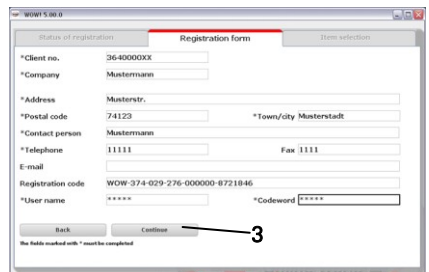 WOW! 5.00.0
Status of registration Registration form Item selection
*Client no. 3640000XX
*Company Mustermann
*Address Musterstr.
*Postal code 74123 *Town/city Musterstadt
*Contact person Mustermann
*Telephone 11111 Fax 1111
E-mail
Registration code WOW-374-029-276-000000-8721846
*User name ***** *Codeword *****
Back Continue 3
The fields marked with * must be completed